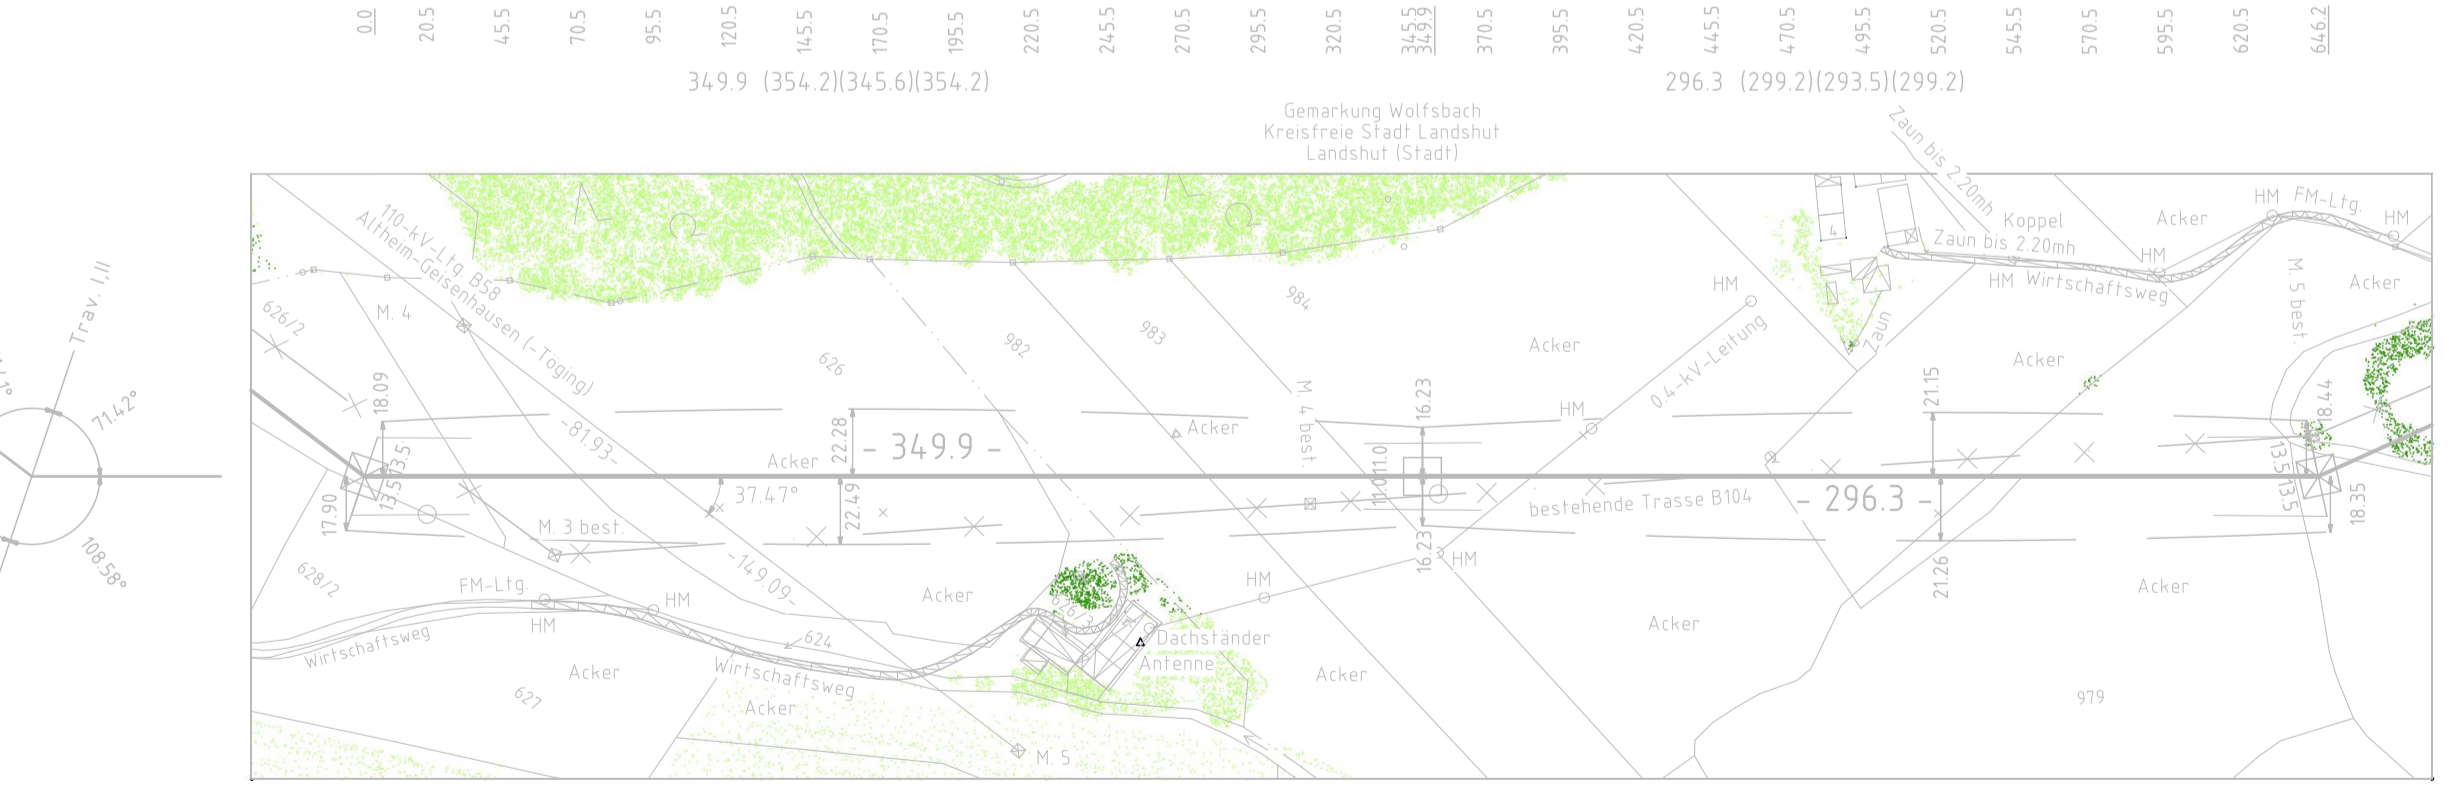 0.0
20.5
45.5
70.5
95.5
120.5
145.5
170.5
195.5
220.5
245.5
270.5
295.5
320.5
345.5
349.9
370.5
395.5
420.5
445.5
470.5
495.5
520.5
545.5
570.5
595.5
620.5
646.2
349.9 (354.2)(345.6)(354.2)
296.3 (299.2)(293.5)(299.2)
Gemarkung Wolfsbach
Kreisfreie Stadt Landshut
Landshut (Stadt)
Trav. I,II
71.42°
108.58°
110-kV-Ltg. B58
Altheim-Geisenhausen (-Töging)
626/2
M. 4
18.09
13.5
13.5
17.90
-81.93-
22.28
- 349.9 -
Acker
37.47°
22.49
M. 3 best.
-149.09-
628/2
FM-Ltg.
HM
HM
Wirtschaftsweg
624
Wirtschaftsweg
Acker
627
Acker
M. 5
626
982
983
984
Acker
M. 4 best.
16.23
11.0
11.0
16.23
HM
Acker
626/3
Dachständer
Antenne
HM
Acker
Acker
HM
0.4-kV-Leitung
HM
bestehende Trasse B104
- 296.3 -
21.15
21.26
Acker
4
Zaun
Zaun bis 2.20mh
Zaun bis 2.20mh
Koppel
Acker
HM
FM-Ltg.
HM
HM
HM
Wirtschaftsweg
M. 5 best.
Acker
Acker
18.44
13.5
13.5
18.35
Acker
979